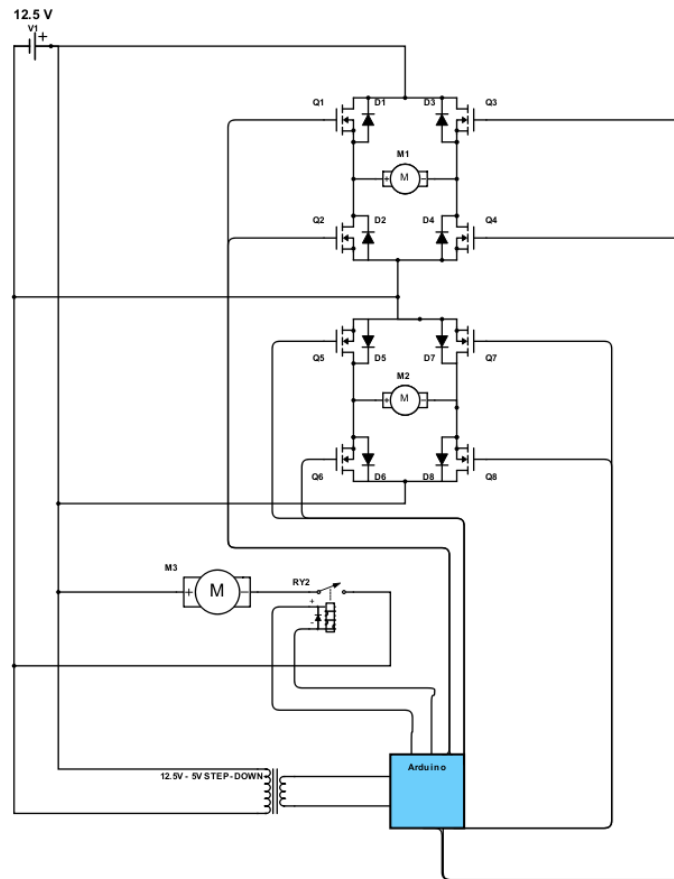 12.5 V
V1
+
Q1 D1 D3 Q3
M1
+ M -
Q2 D2 D4 Q4
Q5 D5 D7 Q7
M2
+ M -
Q6 D6 D8 Q8
M3
+ M -
RY2
+
-
12.5V - 5V STEP-DOWN
Arduino